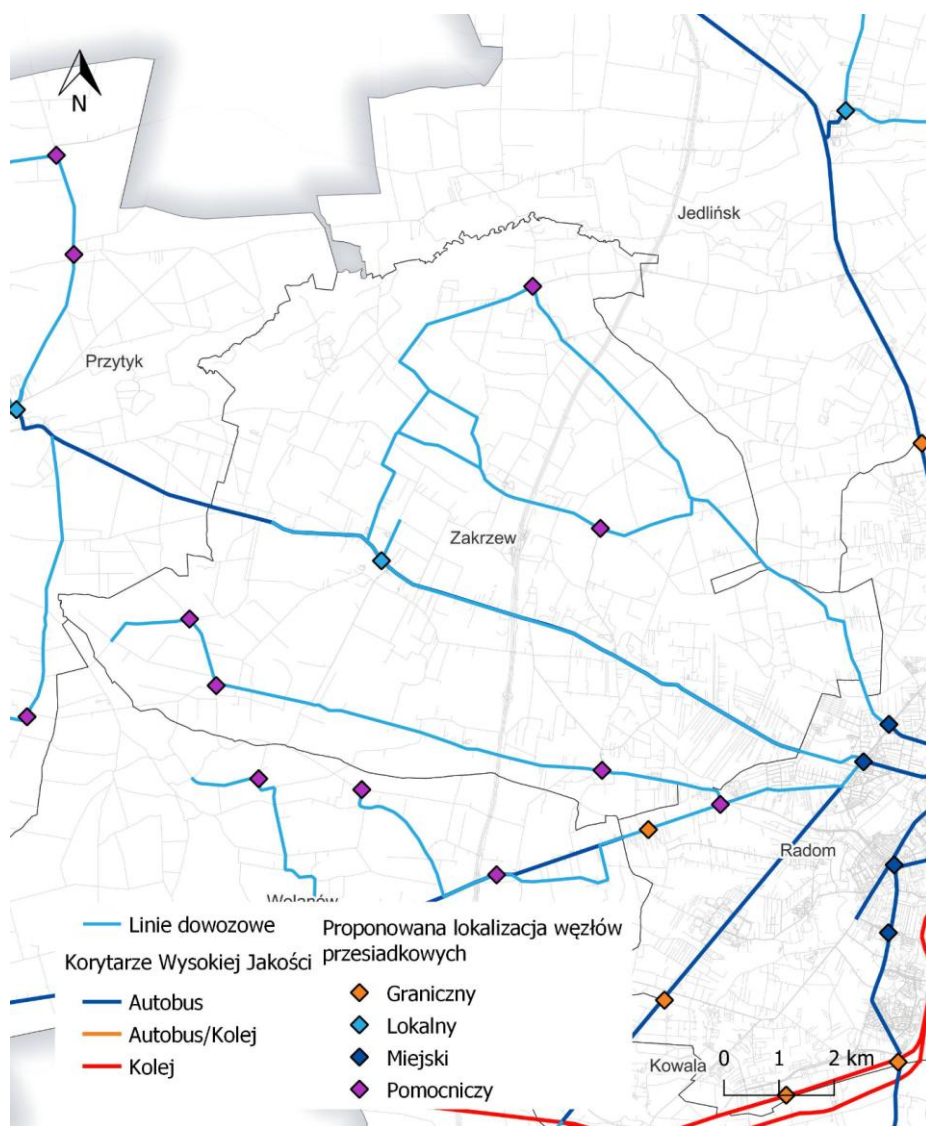 N
Jedlińsk
Przytyk
Zakrzew
Radom
Wolanów
Linie dowozowe
Korytarze Wysokiej Jakości
Autobus
Autobus/Kolej
Kolej
Proponowana lokalizacja węzłów
przesiadkowych
Graniczny
Lokalny
Miejski
Pomocniczy
Kowala
0 1 2 km